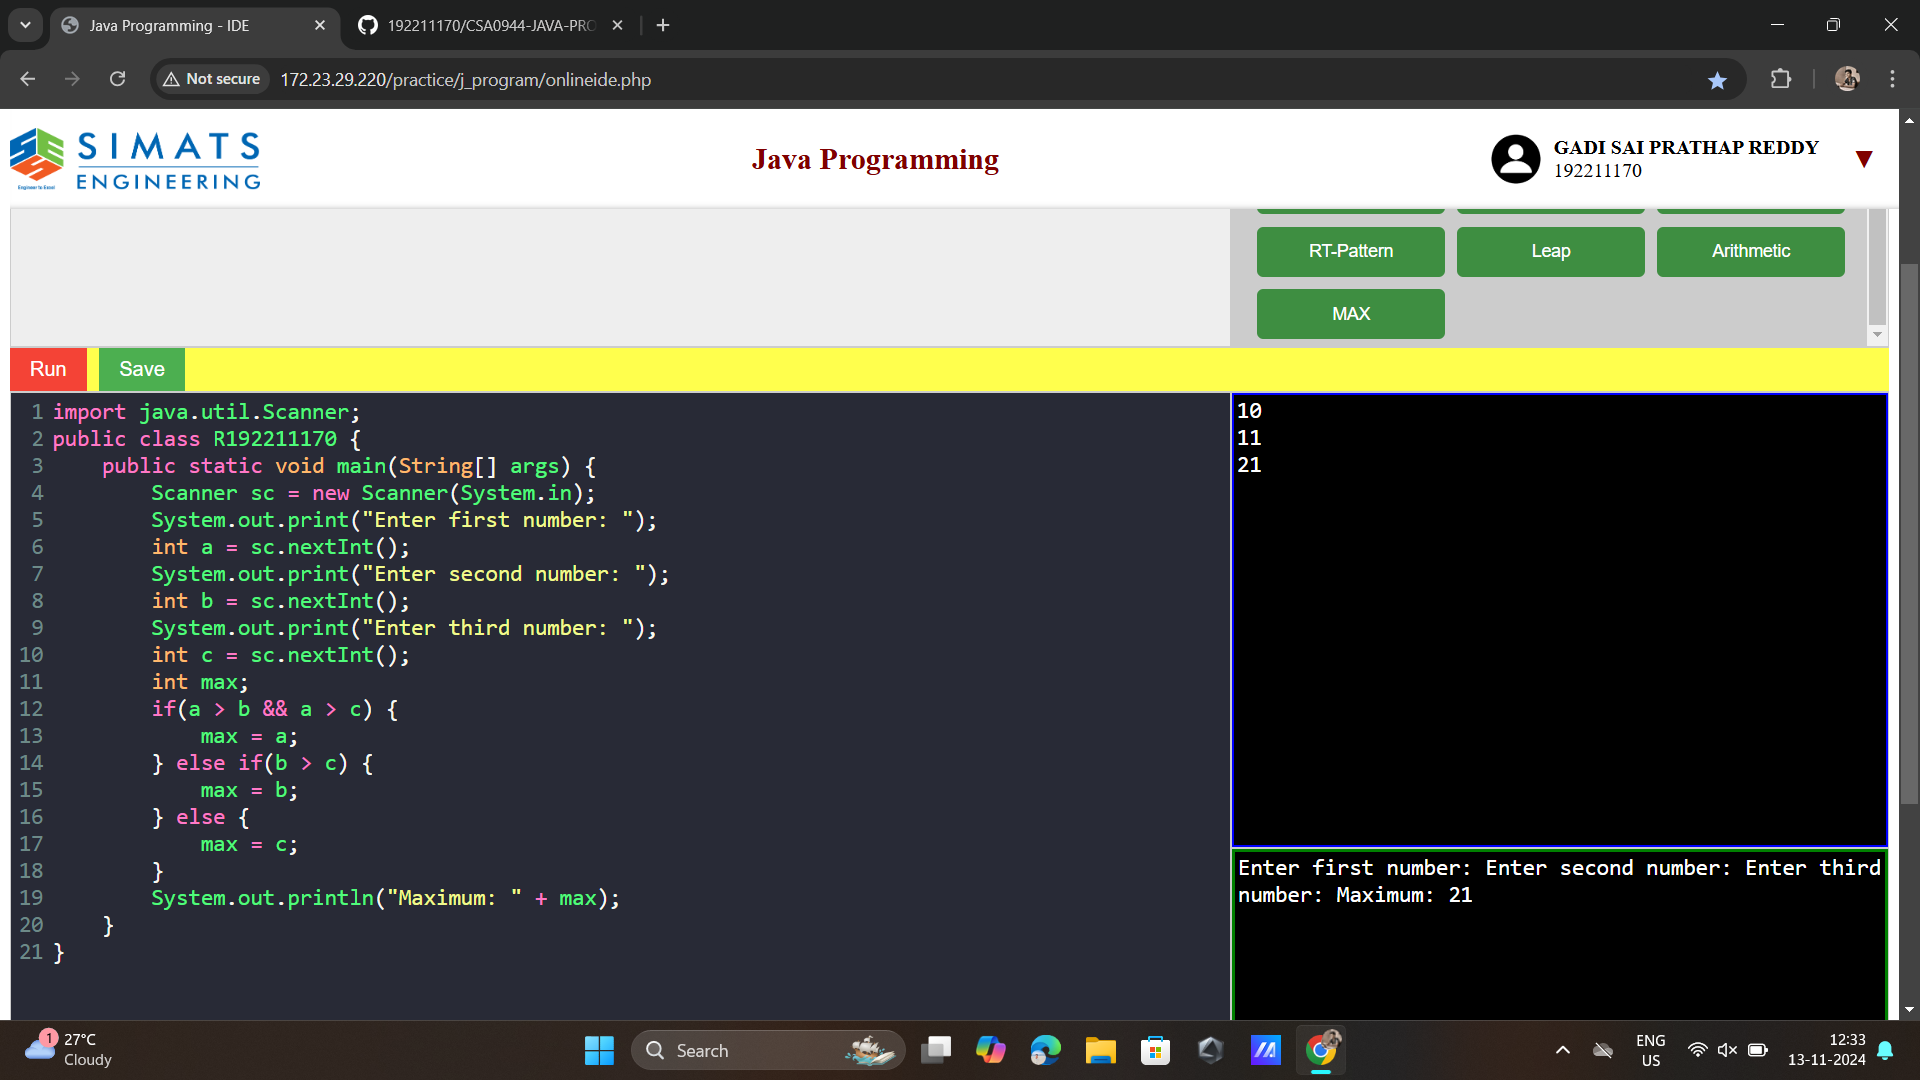 Java Programming - IDE
192211170/CSA0944-JAVA-PRO
Not secure
172.23.29.220/practice/j_program/onlineide.php
SIMATS
ENGINEERING
Engineer to Excel
Java Programming
GADI SAI PRATHAP REDDY
192211170
RT-Pattern
Leap
Arithmetic
MAX
Run
Save
1 import java.util.Scanner;
2 public class R192211170 {
3     public static void main(String[] args) {
4         Scanner sc = new Scanner(System.in);
5         System.out.print("Enter first number: ");
6         int a = sc.nextInt();
7         System.out.print("Enter second number: ");
8         int b = sc.nextInt();
9         System.out.print("Enter third number: ");
10         int c = sc.nextInt();
11         int max;
12         if(a > b && a > c) {
13             max = a;
14         } else if(b > c) {
15             max = b;
16         } else {
17             max = c;
18         }
19         System.out.println("Maximum: " + max);
20     }
21 }
10
11
21
Enter first number: Enter second number: Enter third
number: Maximum: 21
1
27°C
Cloudy
Search
ENG
US
12:33
13-11-2024